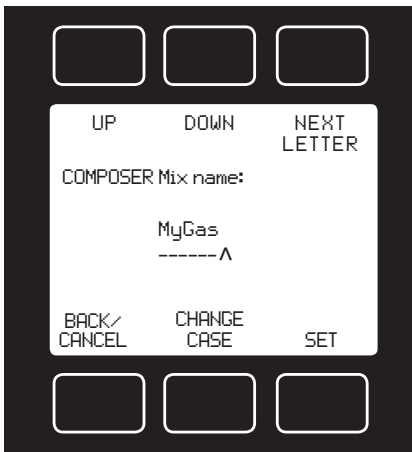 UP DOWN NEXT
LETTER
COMPOSER Mix name:
MyGas
------^
BACK/ CHANGE
CANCEL CASE SET